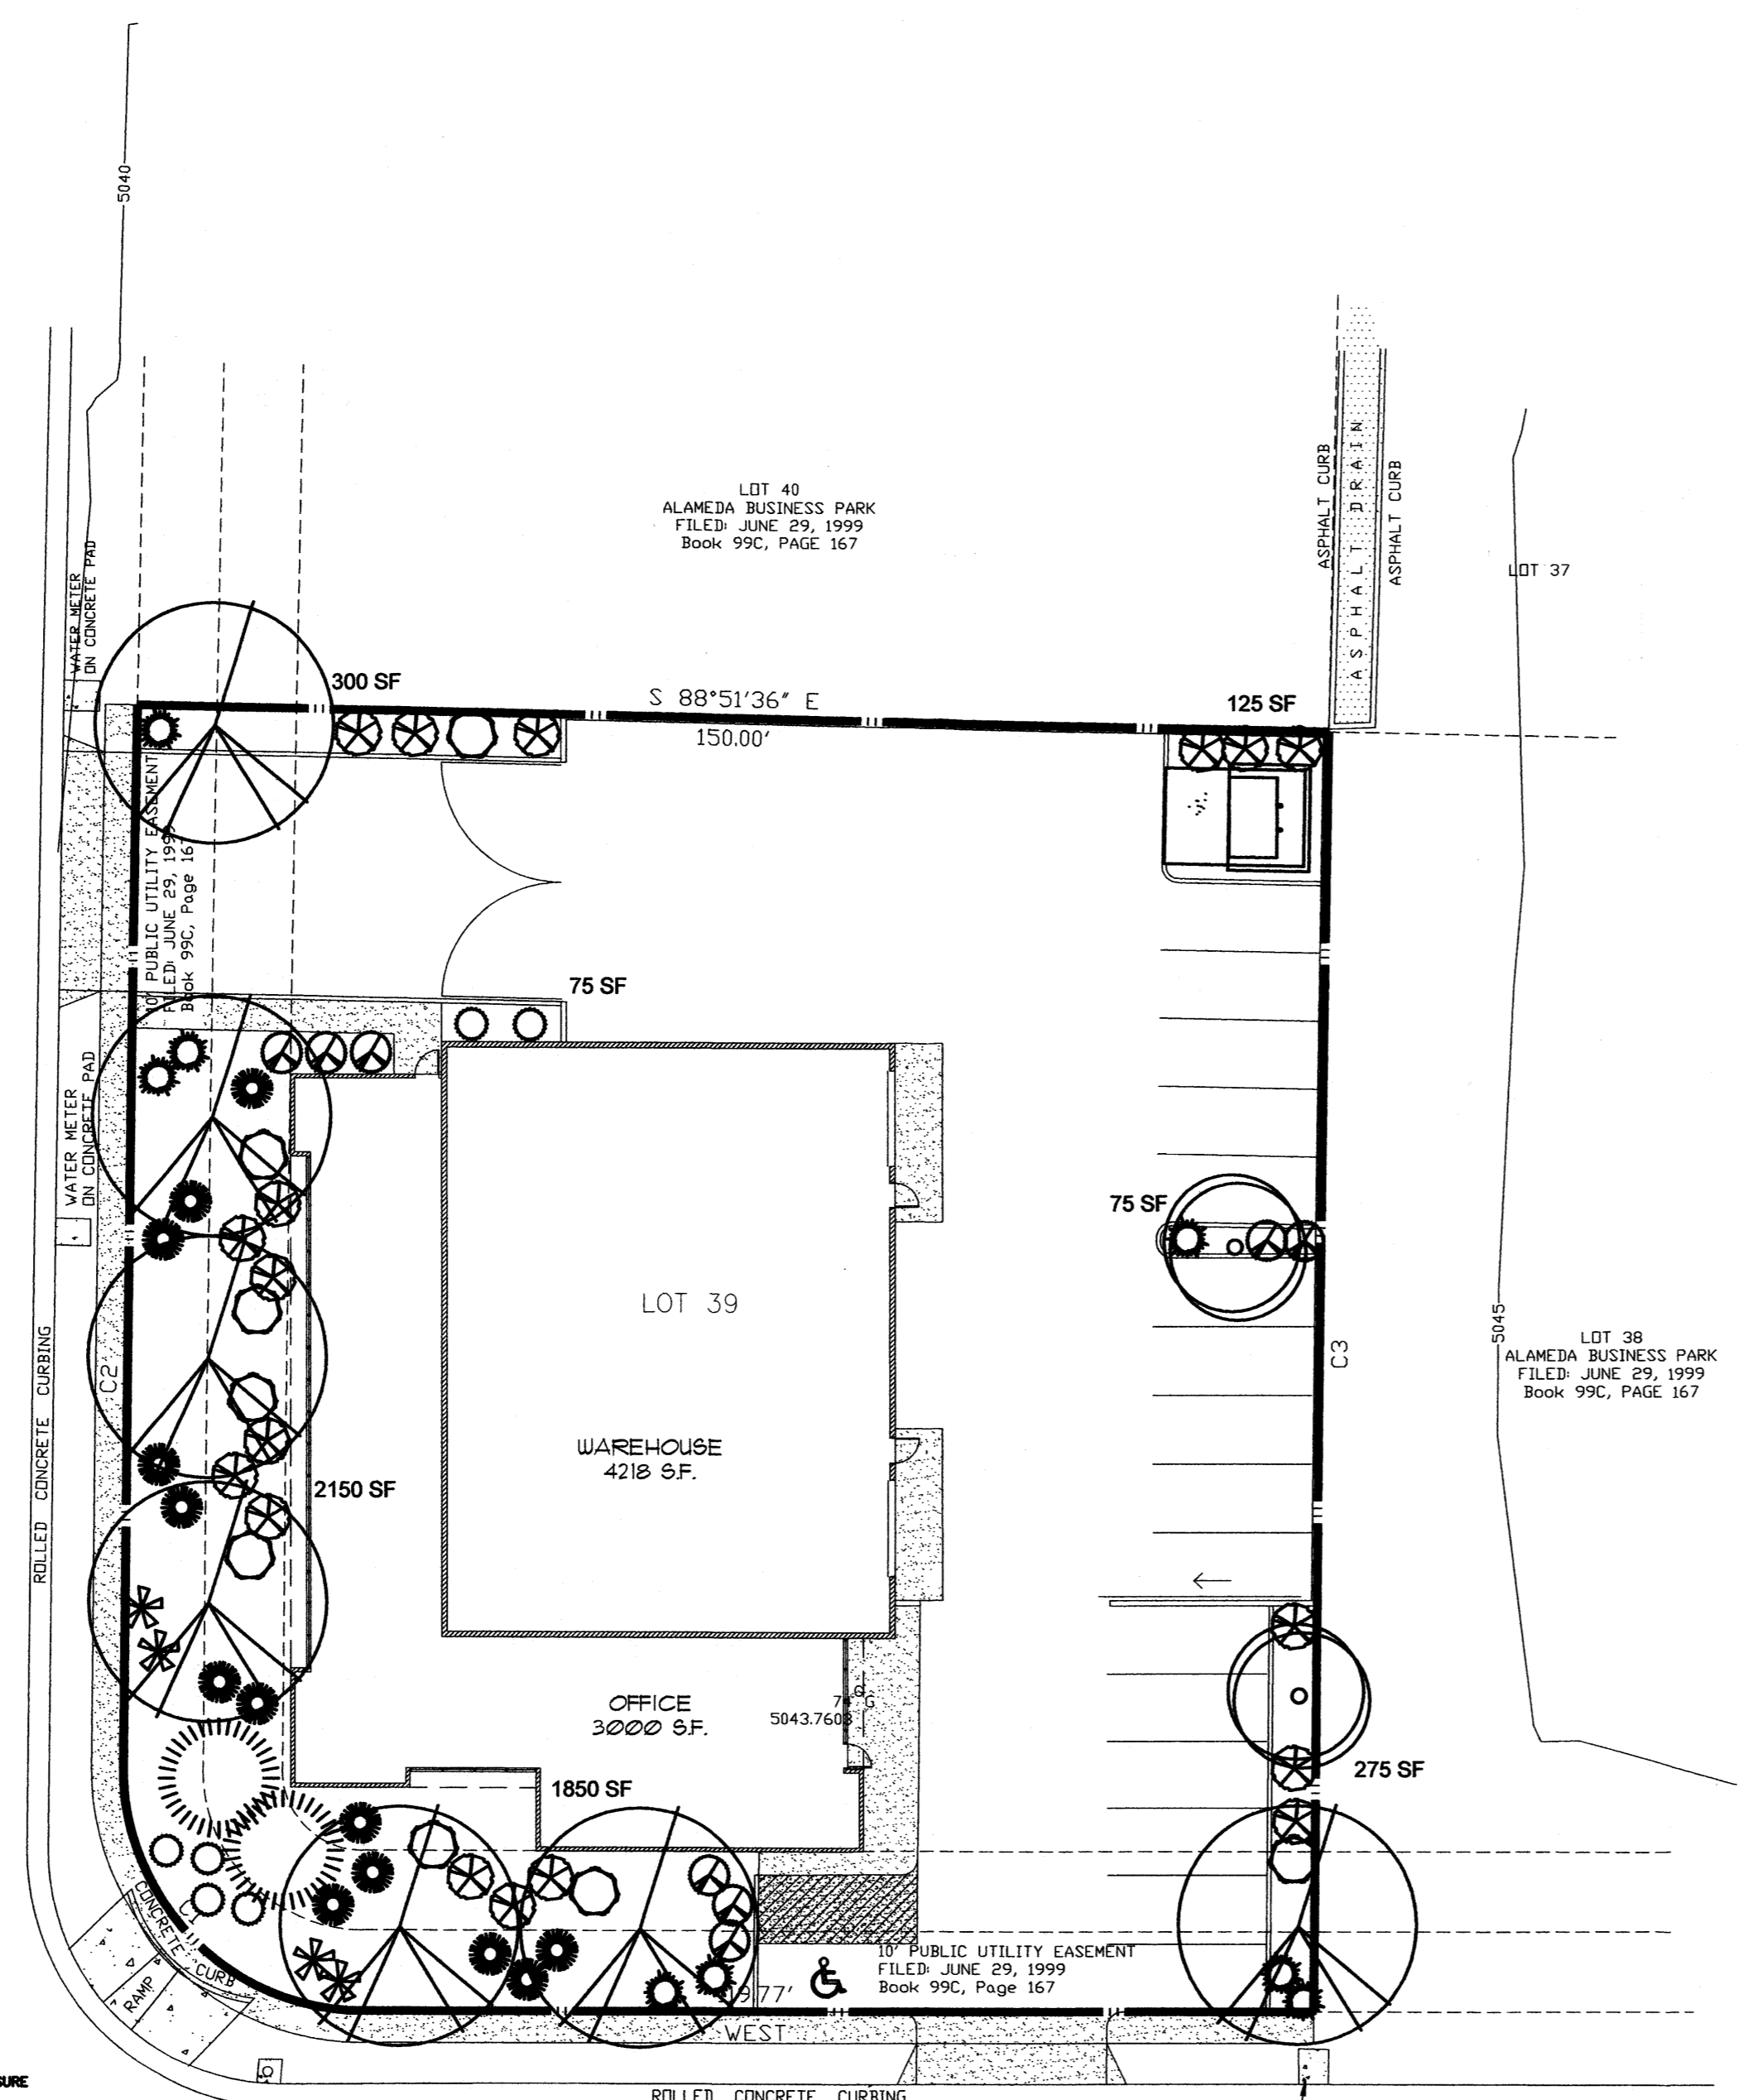 5040
LOT 40
ALAMEDA BUSINESS PARK
FILED: JUNE 29, 1999
Book 99C, PAGE 167
ASPHALT CURB
ASPHALT DRAIN
ASPHALT CURB
LOT 37
WATER METER
ON CONCRETE PAD
300 SF
S 88°51'36" E
150.00'
125 SF
10' PUBLIC UTILITY EASEMENT
FILED: JUNE 29, 1999
Book 99C, Page 167
75 SF
WATER METER
ON CONCRETE PAD
75 SF
LOT 39
5045
C3
LOT 38
ALAMEDA BUSINESS PARK
FILED: JUNE 29, 1999
Book 99C, PAGE 167
ROLLED CONCRETE CURBING
C2
WAREHOUSE
4218 S.F.
2150 SF
OFFICE
3000 S.F.
275 SF
1850 SF
C1
CONCRETE CURB
RAMP
10' PUBLIC UTILITY EASEMENT
FILED: JUNE 29, 1999
Book 99C, Page 167
WEST
ROLLED CONCRETE CURBING